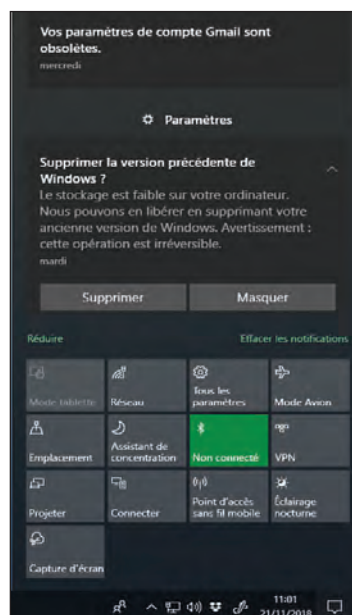 Vos paramètres de compte Gmail sont
obsolètes.
mercredi
Paramètres
Supprimer la version précédente de
Windows ?
Le stockage est faible sur votre ordinateur.
Nous pouvons en libérer en supprimant votre
ancienne version de Windows. Avertissement :
cette opération est irréversible.
mardi
Supprimer Masquer
Réduire Effacer les notifications
Mode tablette Réseau Tous les paramètres Mode Avion
Emplacement Assistant de concentration Non connecté VPN
Projeter Connecter Point d'accès sans fil mobile Éclairage nocturne
Capture d'écran
11:01
21/11/2018